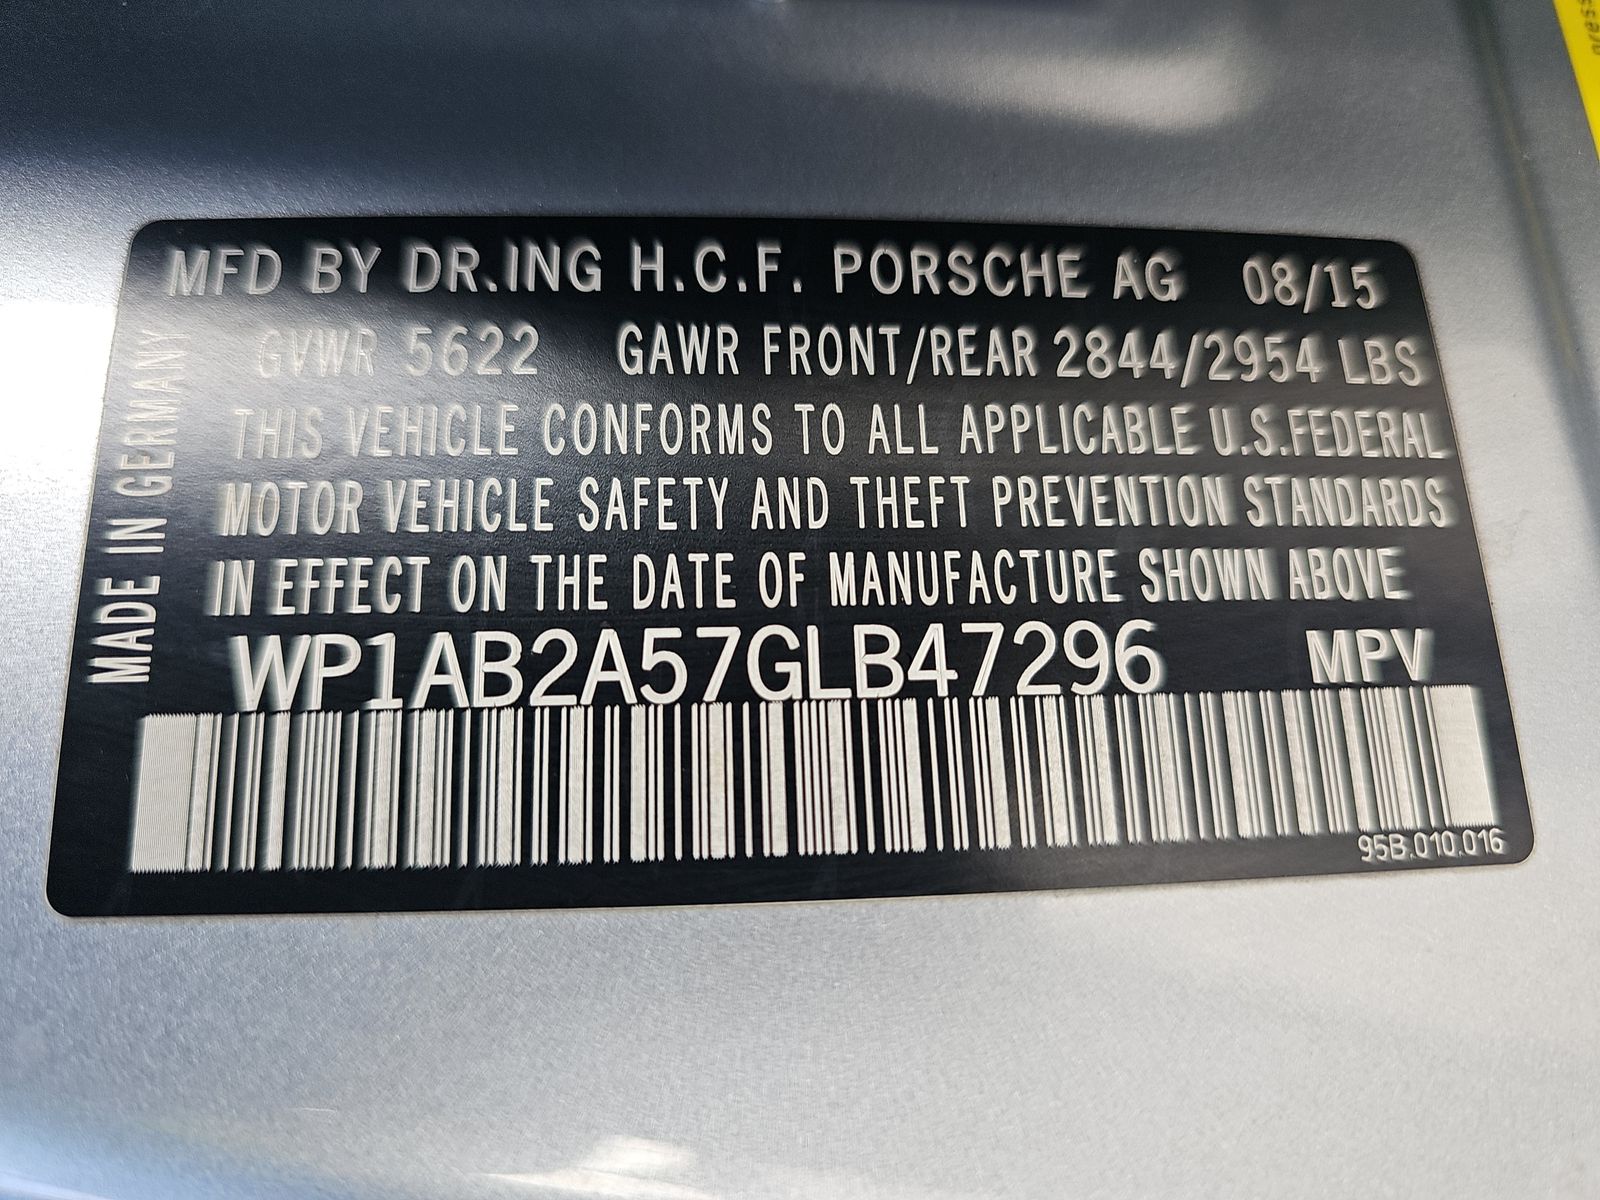 MFD BY DR.ING H.C.F. PORSCHE AG 08/15
GVWR 5622 GAWR FRONT/REAR 2844/2954 LBS
THIS VEHICLE CONFORMS TO ALL APPLICABLE U.S.FEDERAL
MOTOR VEHICLE SAFETY AND THEFT PREVENTION STANDARDS
IN EFFECT ON THE DATE OF MANUFACTURE SHOWN ABOVE
WP1AB2A57GLB47296 MPV
95B.010.016
MADE IN GERMANY